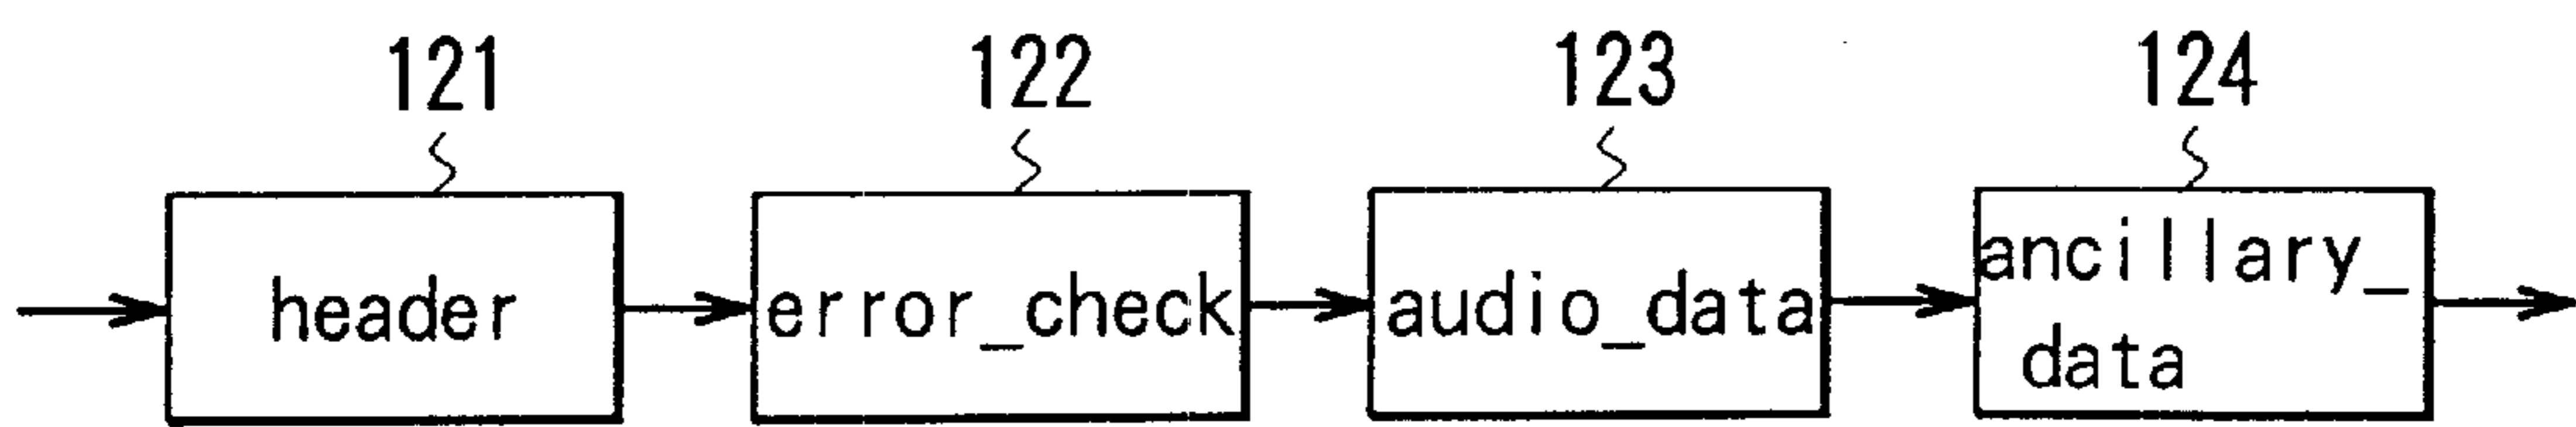 121 122 123 124
header error_check audio_data ancillary_
data